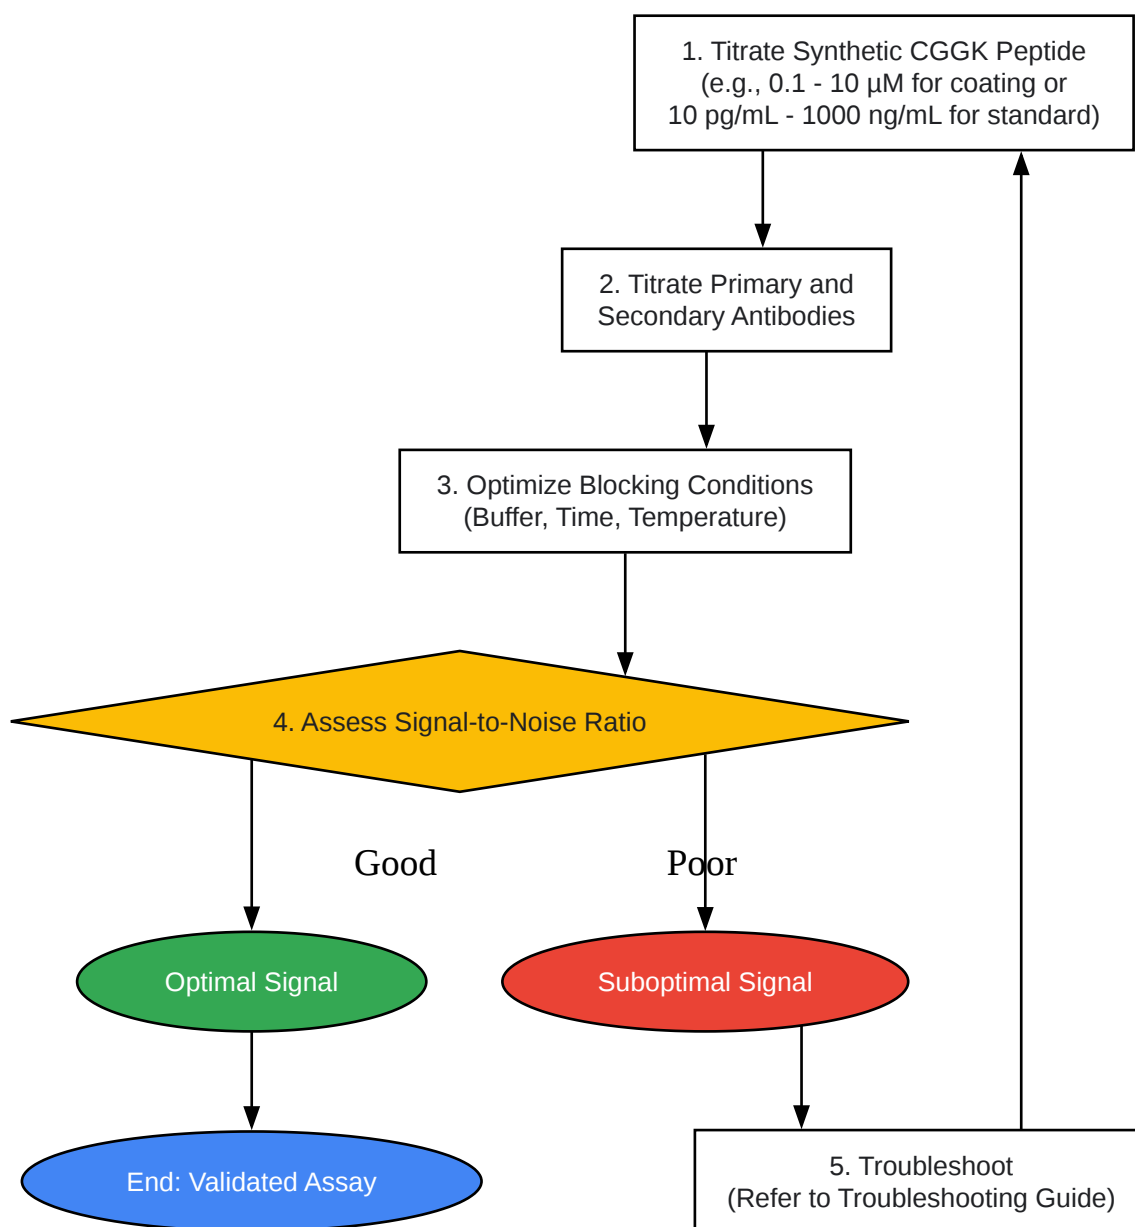 1. Titrate Synthetic CGGK Peptide
(e.g., 0.1 - 10 µM for coating or
10 pg/mL - 1000 ng/mL for standard)
2. Titrate Primary and
Secondary Antibodies
3. Optimize Blocking Conditions
(Buffer, Time, Temperature)
4. Assess Signal-to-Noise Ratio
Good
Poor
Optimal Signal
Suboptimal Signal
End: Validated Assay
5. Troubleshoot
(Refer to Troubleshooting Guide)